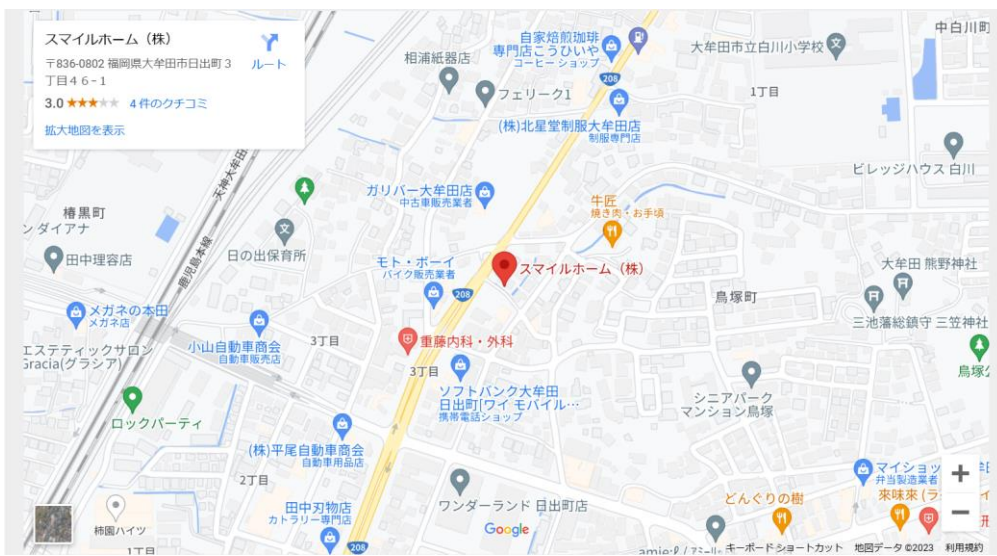 スマイルホーム（株）
ルート
〒836-0802 福岡県大牟田市日出町３
丁目４６−１
3.0
4 件のクチコミ
拡大地図を表示
自家焙煎珈琲
専門店こうひいや
コーヒー ショップ
208
大牟田市立白川小学校
中白川町
相浦紙器店
フェリーク1
1丁目
(株)北星堂制服大牟田店
制服専門店
ビレッジハウス 白川
天神大牟田
ガリバー大牟田店
中古車販売業者
牛匠
焼き肉・お手頃
椿黒町
ン ダイアナ
田中理容店
日の出保育所
鹿児島本線
モト・ボーイ
バイク販売業者
208
スマイルホーム（株）
大牟田 熊野神社
鳥塚町
三池藩総鎮守 三笠神社
メガネの本田
メガネ店
小山自動車商会
自動車販売店
3丁目
重藤内科・外科
3丁目
エステティックサロン
Gracia(グラシア)
ソフトバンク大牟田
日出町[ワイモバイル…
携帯電話ショップ
シニアパーク
マンション鳥塚
鳥塚公
ロックパーティ
(株)平尾自動車商会
自動車用品店
2丁目
マイショッ
弁当製造業者
田中刃物店
カトラリー専門店
ワンダーランド 日出町店
どんぐりの樹
來味來 (ラ
柿園ハイツ
Google
1丁目
208
キーボード ショートカット
地図データ ©2023
利用規約